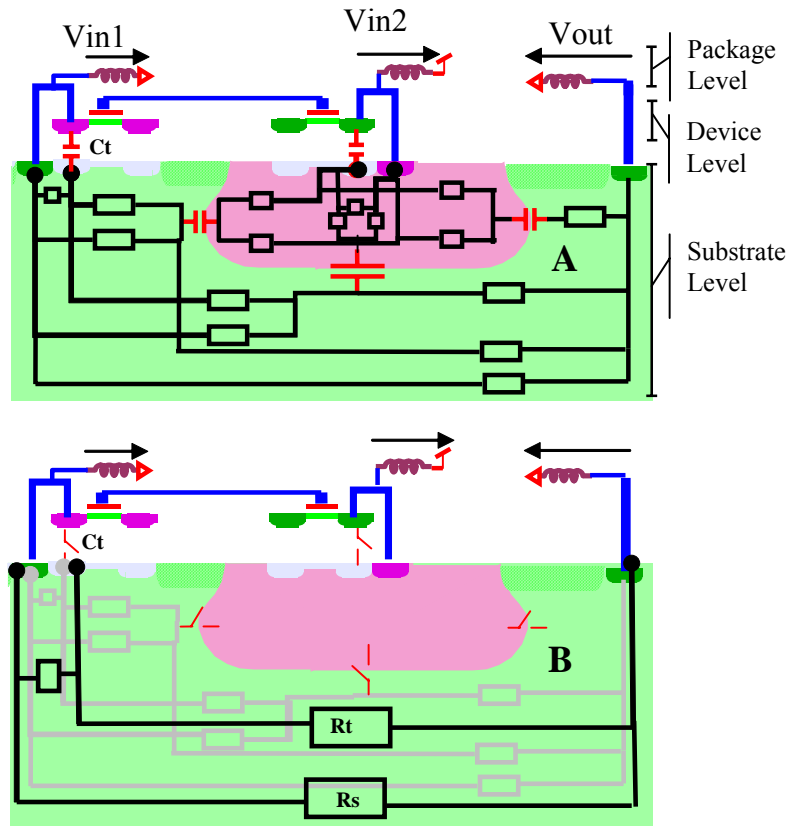 Vin1
Vin2
Vout
Package
Level
Device
Level
Ct
Substrate
Level
A
Ct
B
Rt
Rs